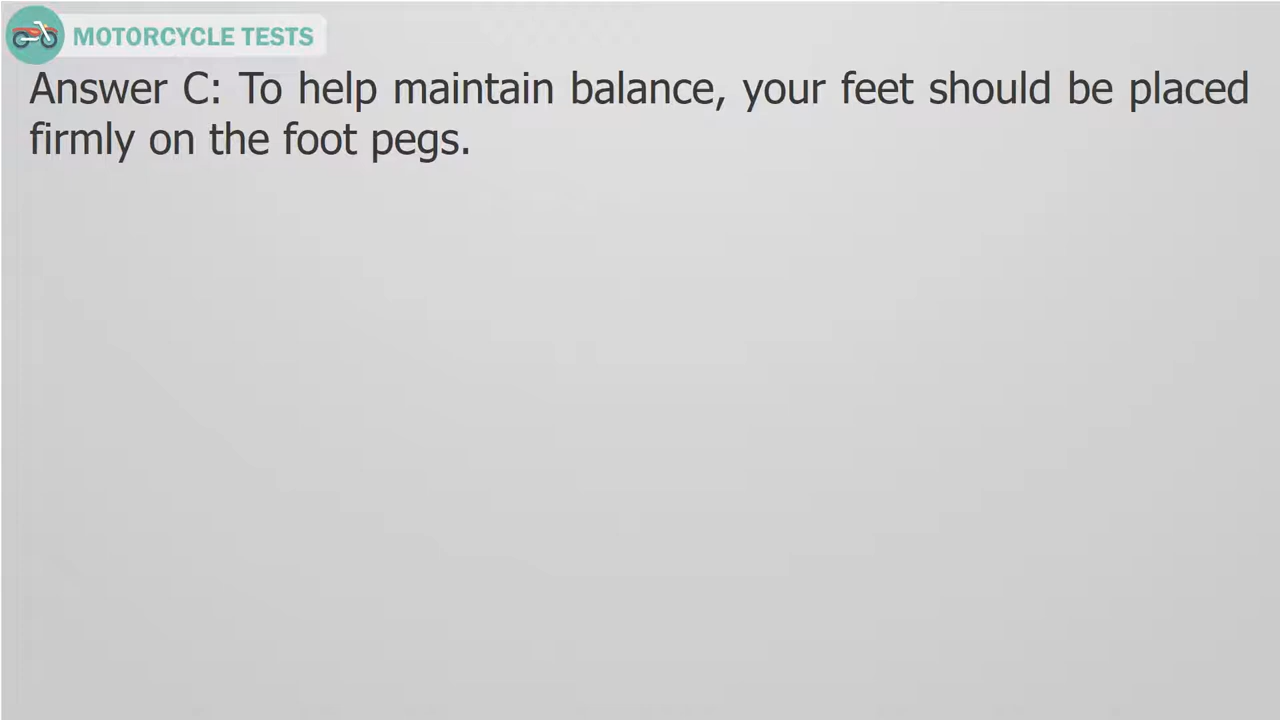 MOTORCYCLE TESTS
Answer C: To help maintain balance, your feet should be placed
firmly on the foot pegs.